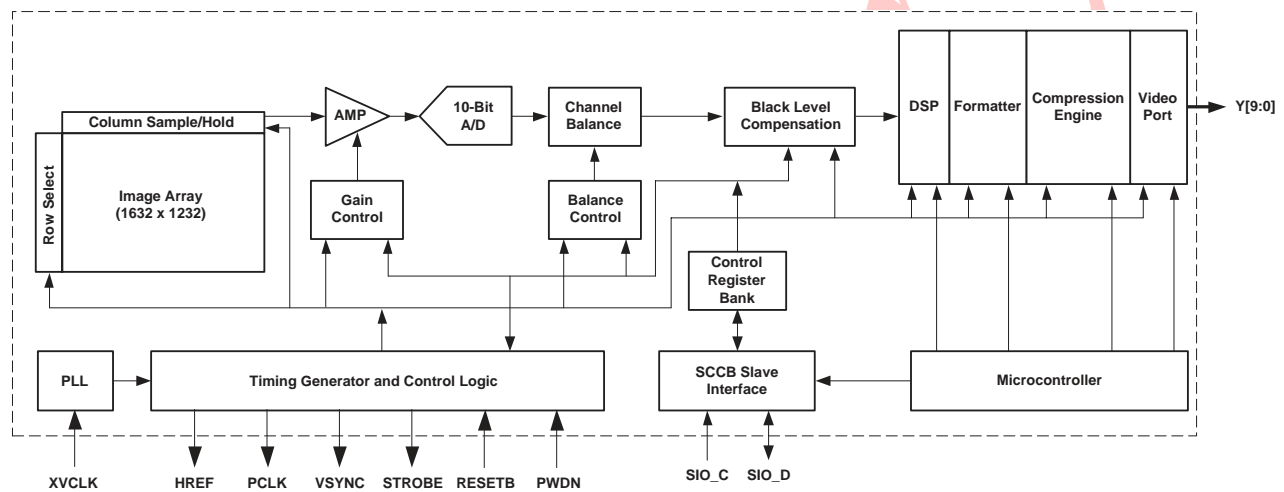 DSP
Formatter
Compression
Engine
Video
Port
Y[9:0]
AMP
10-Bit
A/D
Channel
Balance
Black Level
Compensation
Column Sample/Hold
Row Select
Image Array
(1632 x 1232)
Gain
Control
Balance
Control
Control
Register
Bank
PLL
Timing Generator and Control Logic
SCCB Slave
Interface
Microcontroller
XVCLK
HREF
PCLK
VSYNC
STROBE
RESETB
PWDN
SIO_C
SIO_D